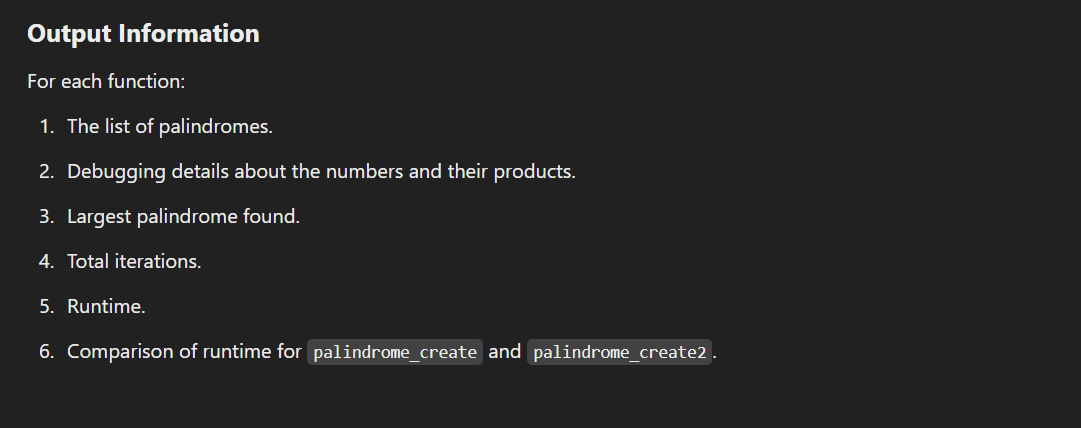 Output Information
For each function:
1. The list of palindromes.
2. Debugging details about the numbers and their products.
3. Largest palindrome found.
4. Total iterations.
5. Runtime.
6. Comparison of runtime for palindrome_create and palindrome_create2.